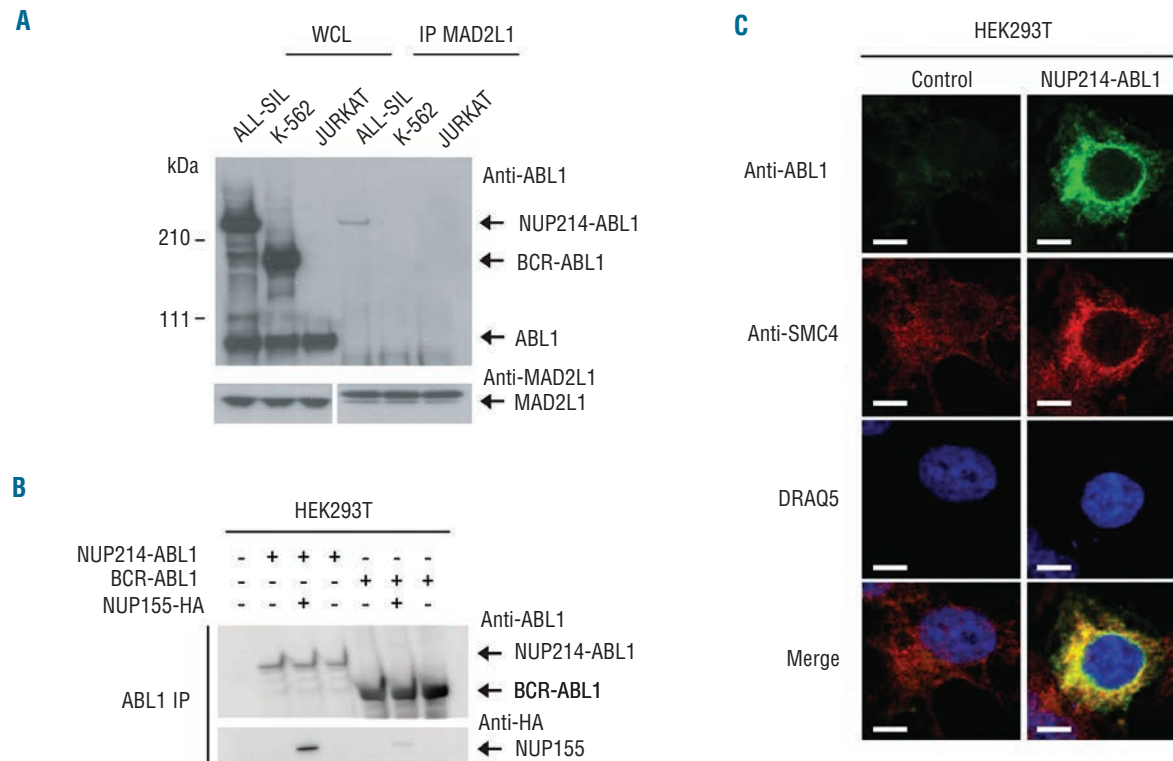 A
WCL IP MAD2L1
ALL-SIL K-562 JURKAT ALL-SIL K-562 JURKAT
kDa
Anti-ABL1
NUP214-ABL1
210
BCR-ABL1
111
ABL1
Anti-MAD2L1
MAD2L1
B
HEK293T
NUP214-ABL1 - + + + - - -
BCR-ABL1 - - - - + + +
NUP155-HA - - + - - + -
Anti-ABL1
NUP214-ABL1
ABL1 IP
BCR-ABL1
Anti-HA
NUP155
C
HEK293T
Control NUP214-ABL1
Anti-ABL1
Anti-SMC4
DRAQ5
Merge